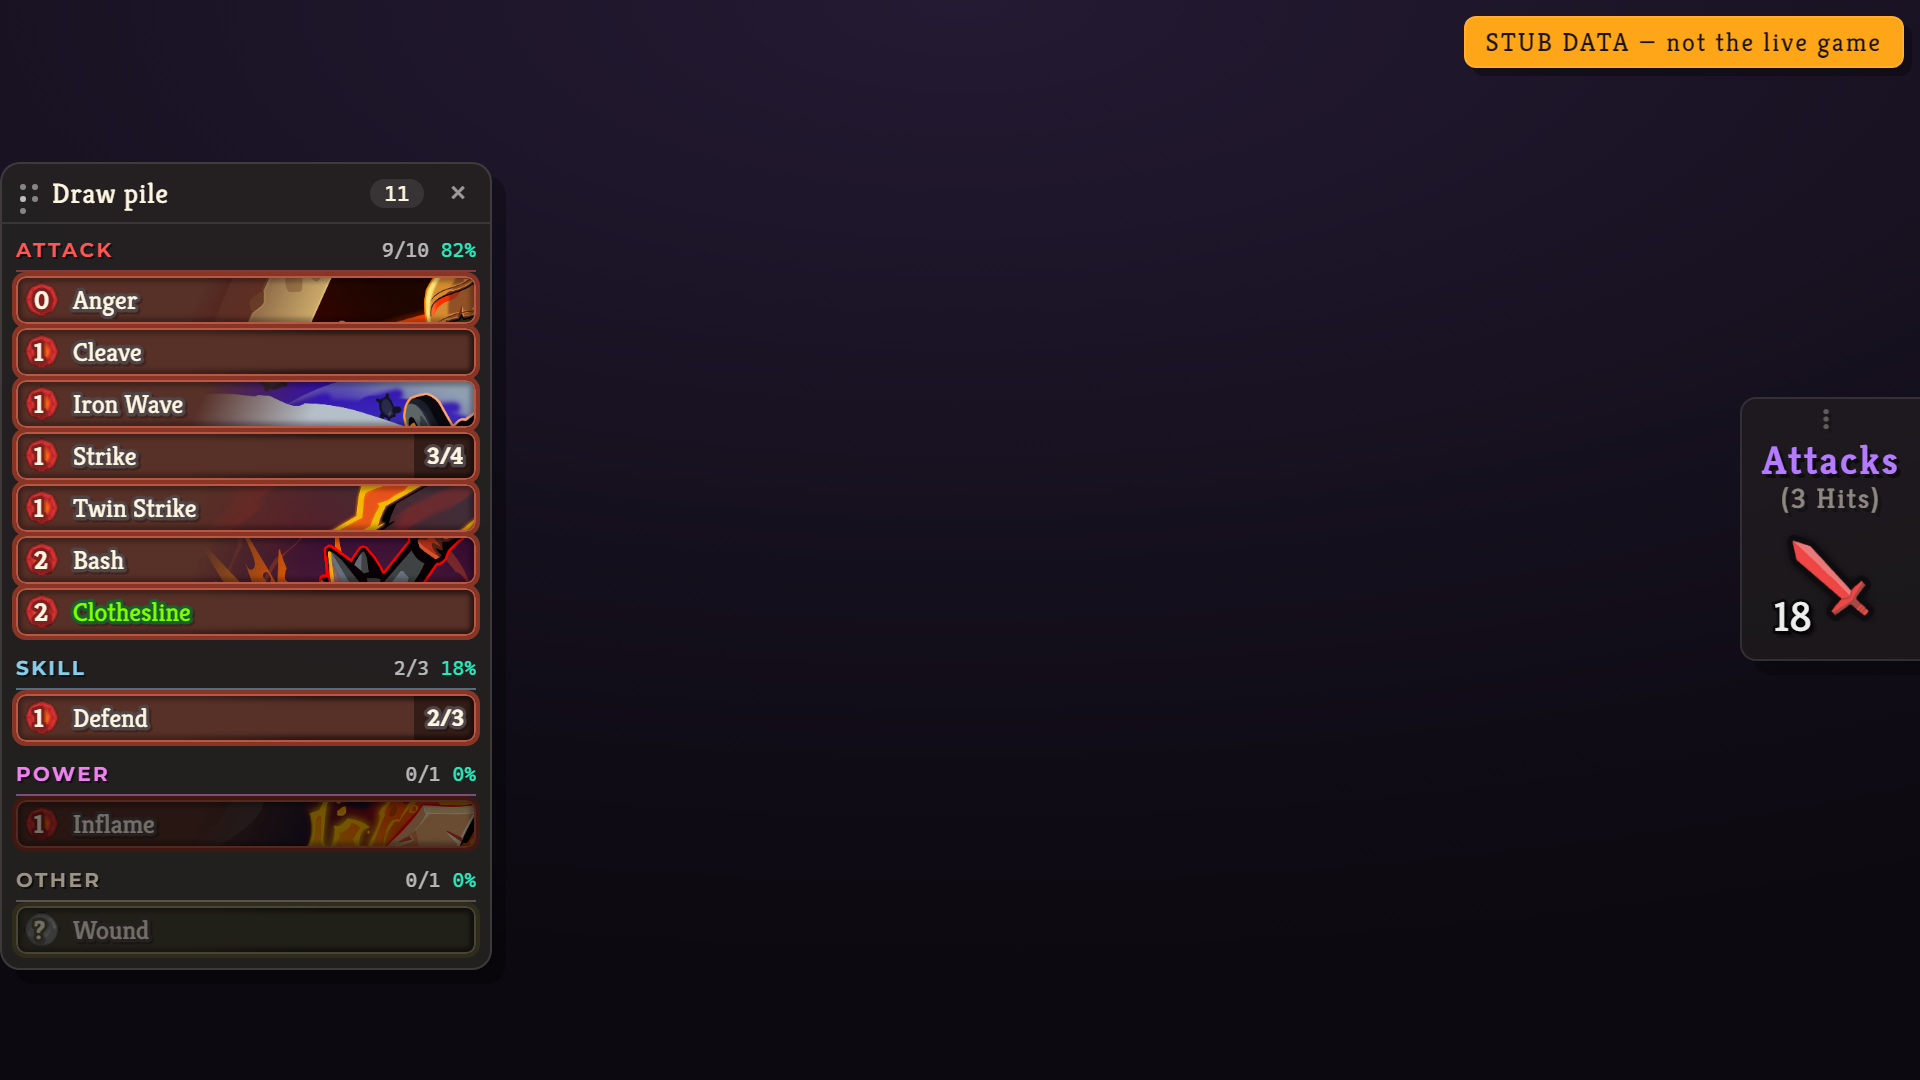 STUB DATA – not the live game
Draw pile 11 ×
ATTACK 9/10 82%
0 Anger
1 Cleave
1 Iron Wave
1 Strike 3/4
1 Twin Strike
2 Bash
2 Clothesline
SKILL 2/3 18%
1 Defend 2/3
POWER 0/1 0%
1 Inflame
OTHER 0/1 0%
? Wound
Attacks
(3 Hits)
18